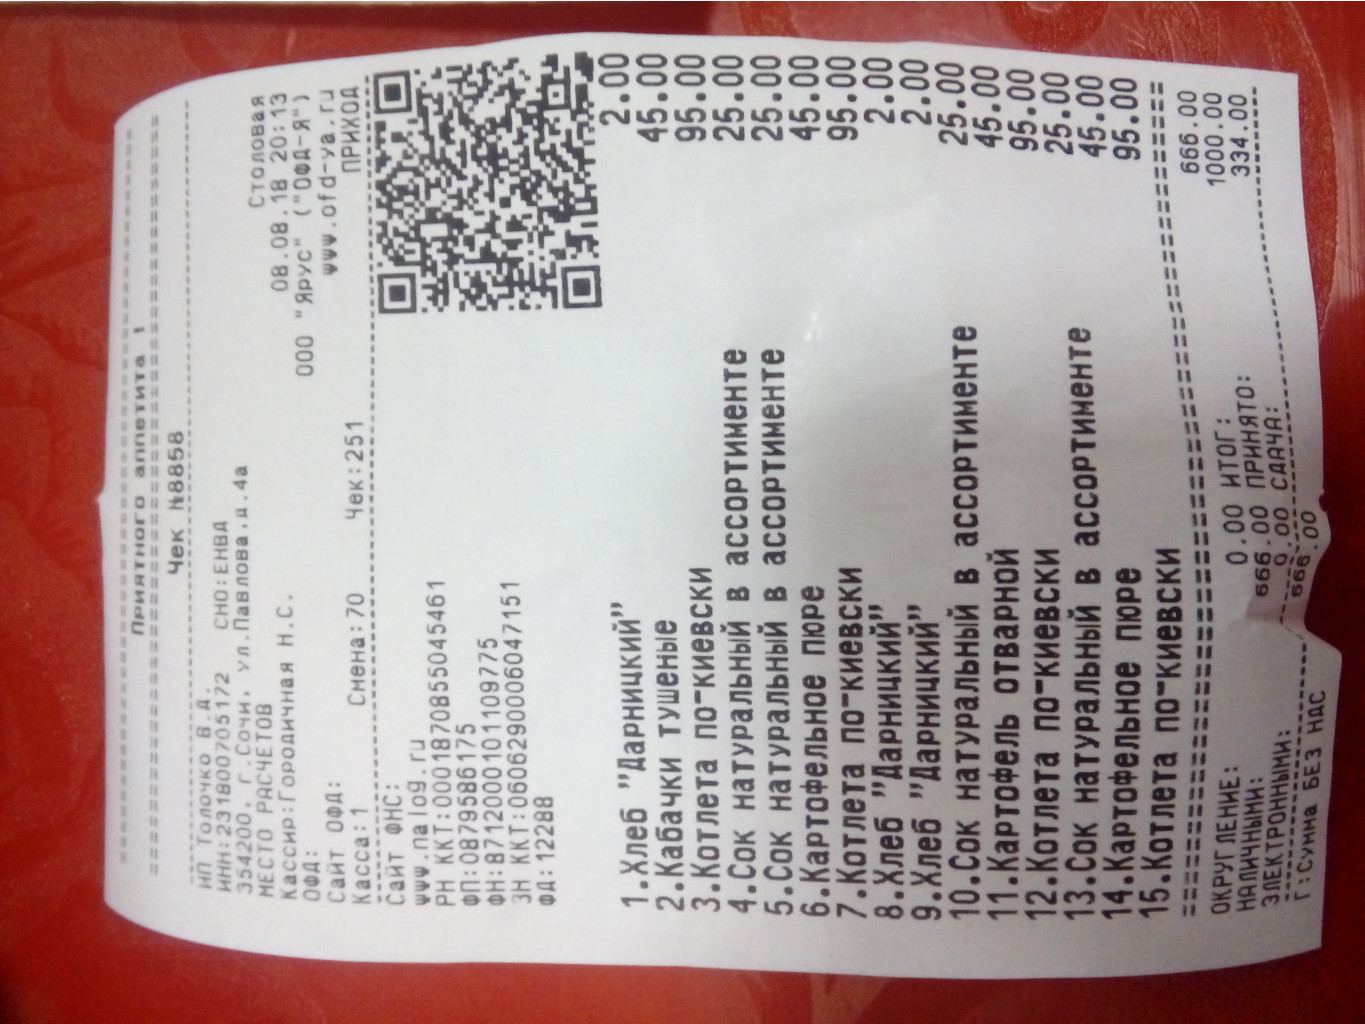 Приятного аппетита !
Чек №8858
ИП Толочко В.Д. Столовая
ИНН:231800705172 СНО:ЕНВД 08.08.18 20:13
354200, г.Сочи, ул.Павлова,д.4а
МЕСТО РАСЧЕТОВ
Кассир:Городичная Н.С.
ОФД: ООО "ЯРУС" ("ОФД-Я")
Сайт ОФД: www.ofd-ya.ru
Касса:1 Смена:70 Чек:251 ПРИХОД
Сайт ФНС:
www.nalog.ru
РН ККТ:0001870855045461
ФП:0879586175
ФН:8712000101109775
ЗН ККТ:0606290006047151
ФД:12288
1.Хлеб "Дарницкий" 2.00
2.Кабачки тушеные 45.00
3.Котлета по-киевски 95.00
4.Сок натуральный в ассортименте 25.00
5.Сок натуральный в ассортименте 25.00
6.Картофельное пюре 45.00
7.Котлета по-киевски 95.00
8.Хлеб "Дарницкий" 2.00
9.Хлеб "Дарницкий" 2.00
10.Сок натуральный в ассортименте 25.00
11.Картофель отварной 45.00
12.Котлета по-киевски 95.00
13.Сок натуральный в ассортименте 25.00
14.Картофельное пюре 45.00
15.Котлета по-киевски 95.00
ОКРУГЛЕНИЕ: 0.00 ИТОГ: 666.00
НАЛИЧНЫМИ: 666.00 ПРИНЯТО: 1000.00
ЭЛЕКТРОННЫМИ: 0.00 СДАЧА: 334.00
Г:Сумма БЕЗ НДС 666.00